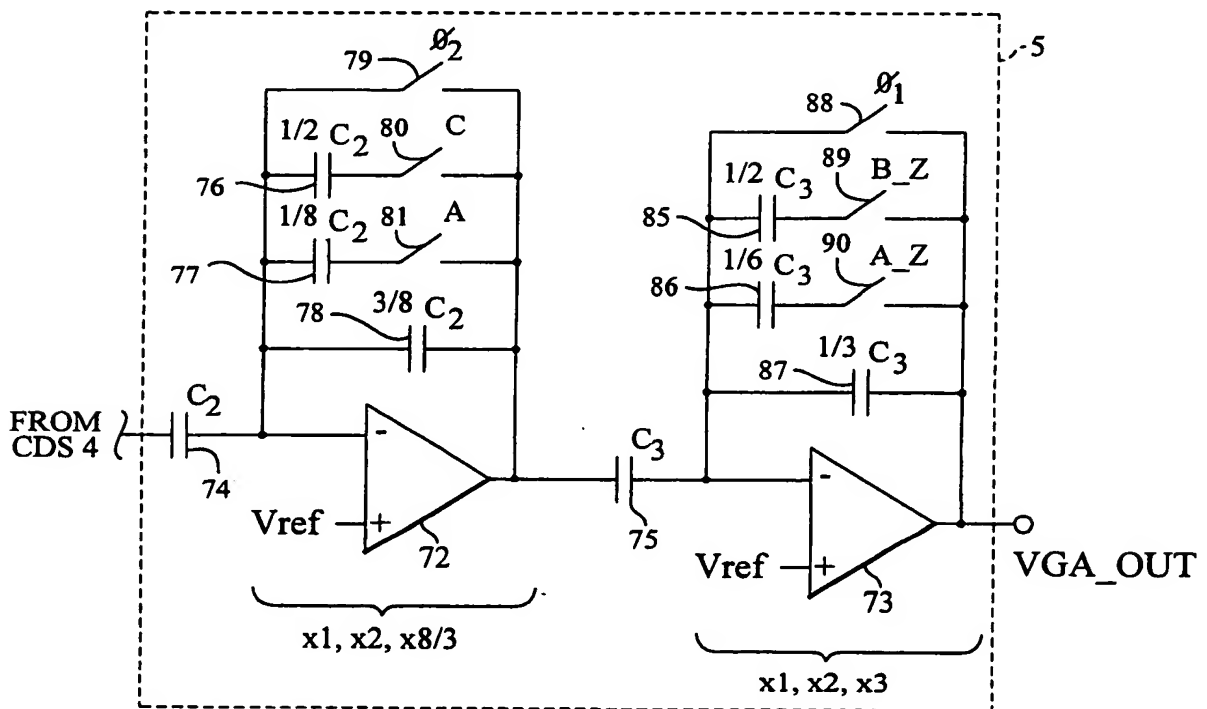 5
79 ∅2
1/2 C2 80 C
76
1/8 C2 81 A
77
3/8 C2
78
FROM CDS 4
C2
74
-
Vref +
72
x1, x2, x8/3
C3
75
88 ∅1
1/2 C3 89 B_Z
85
1/6 C3 90 A_Z
86
1/3 C3
87
-
Vref +
73
VGA_OUT
x1, x2, x3